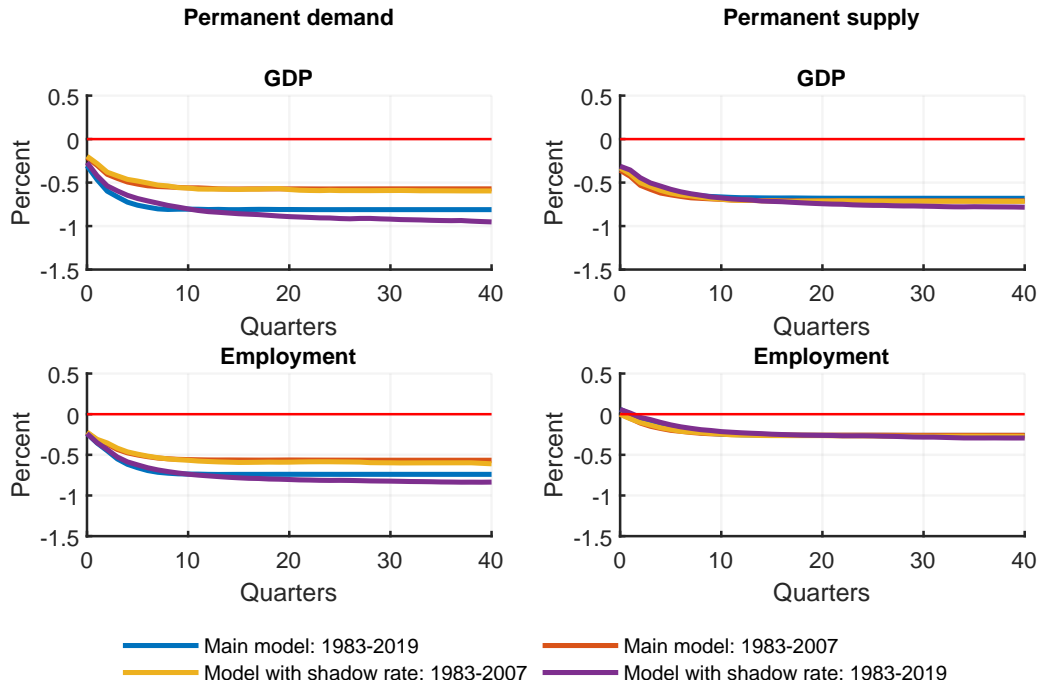 Permanent demand
Permanent supply
GDP
GDP
0.5
0
-0.5
-1
-1.5
Percent
0 10 20 30 40
Quarters
0.5
0
-0.5
-1
-1.5
Percent
0 10 20 30 40
Quarters
Employment
Employment
0.5
0
-0.5
-1
-1.5
Percent
0 10 20 30 40
Quarters
0.5
0
-0.5
-1
-1.5
Percent
0 10 20 30 40
Quarters
Main model: 1983-2019
Main model: 1983-2007
Model with shadow rate: 1983-2007
Model with shadow rate: 1983-2019